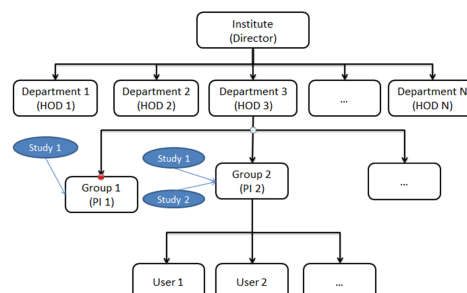 Institute
(Director)
Department 1
(HOD 1)
Department 2
(HOD 2)
Department 3
(HOD 3)
...
Department N
(HOD N)
Study 1
Group 1
(PI 1)
Study 1
Study 2
Group 2
(PI 2)
...
User 1
User 2
...